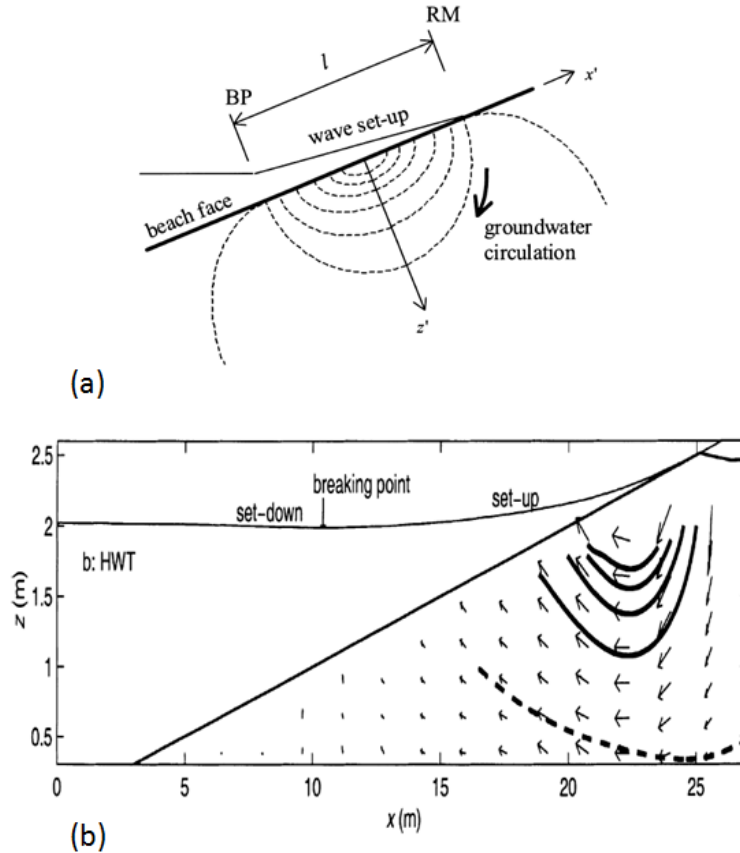 RM
l
x'
BP
wave set-up
beach face
groundwater
circulation
z'
(a)
2.5
breaking point
set-down
set-up
2
b: HWT
z (m)
1.5
1
0.5
0 5 10 15 20 25
x (m)
(b)